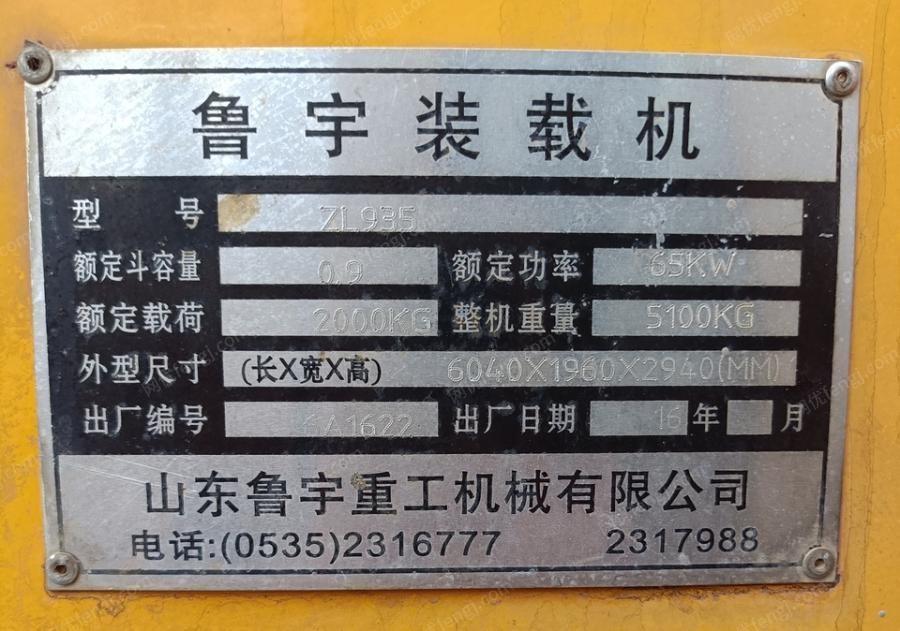 鲁宇装载机
型号 ZL935
额定斗容量 0.9 额定功率 65KW
额定载荷 2000KG 整机重量 5100KG
外型尺寸 (长X宽X高) 6040X1960X2940(MM)
出厂编号 6A1622 出厂日期 16年 月
山东鲁宇重工机械有限公司
电话:(0535)2316777 2317988